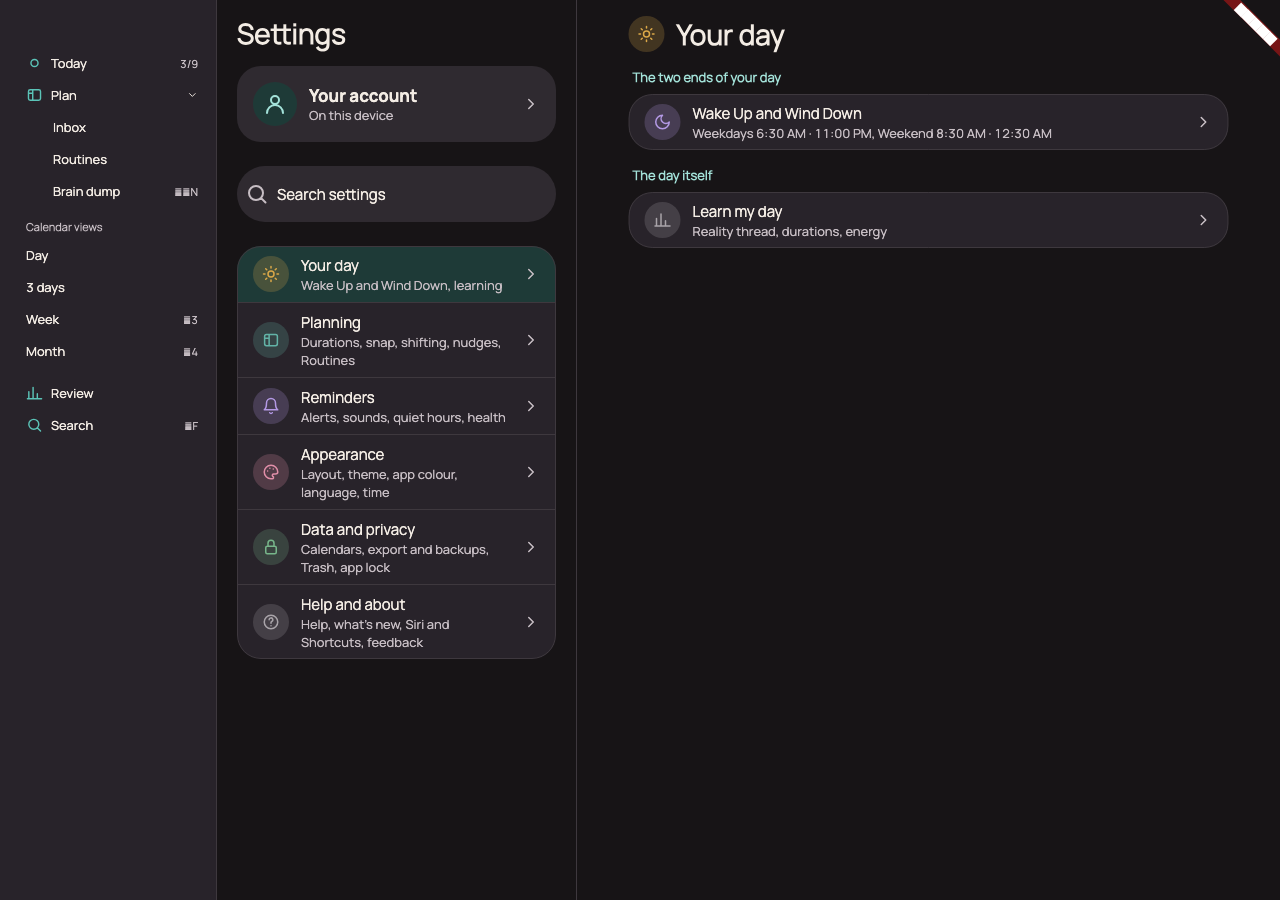 Today
3/9
Plan
Inbox
Routines
Brain dump
N
Calendar views
Day
3 days
Week
3
Month
4
Review
Search
F
Settings
Your account
On this device
Search settings
Your day
Wake Up and Wind Down, learning
Planning
Durations, snap, shifting, nudges,
Routines
Reminders
Alerts, sounds, quiet hours, health
Appearance
Layout, theme, app colour,
language, time
Data and privacy
Calendars, export and backups,
Trash, app lock
Help and about
Help, what's new, Siri and
Shortcuts, feedback
Your day
The two ends of your day
Wake Up and Wind Down
Weekdays 6:30 AM · 11:00 PM, Weekend 8:30 AM · 12:30 AM
The day itself
Learn my day
Reality thread, durations, energy